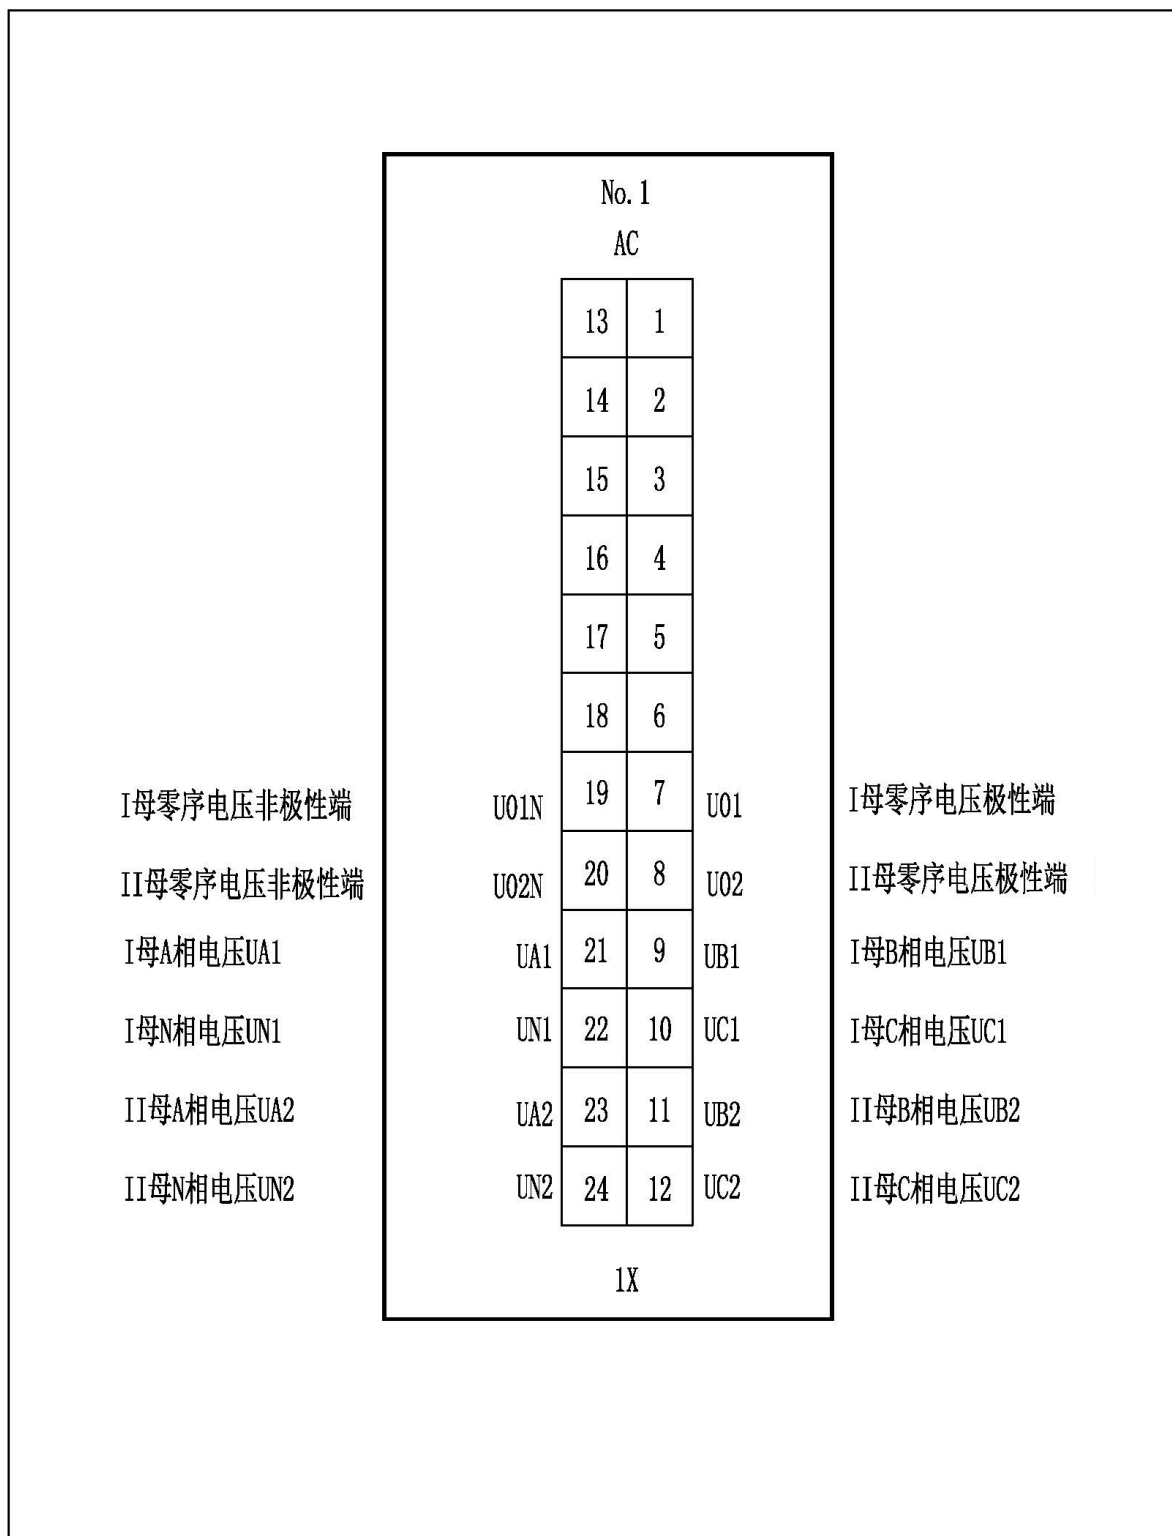 No.1
AC
13 1
14 2
15 3
16 4
17 5
18 6
I母零序电压非极性端 U01N 19 7 U01 I母零序电压极性端
II母零序电压非极性端 U02N 20 8 U02 II母零序电压极性端
I母A相电压UA1 UA1 21 9 UB1 I母B相电压UB1
I母N相电压UN1 UN1 22 10 UC1 I母C相电压UC1
II母A相电压UA2 UA2 23 11 UB2 II母B相电压UB2
II母N相电压UN2 UN2 24 12 UC2 II母C相电压UC2
1X